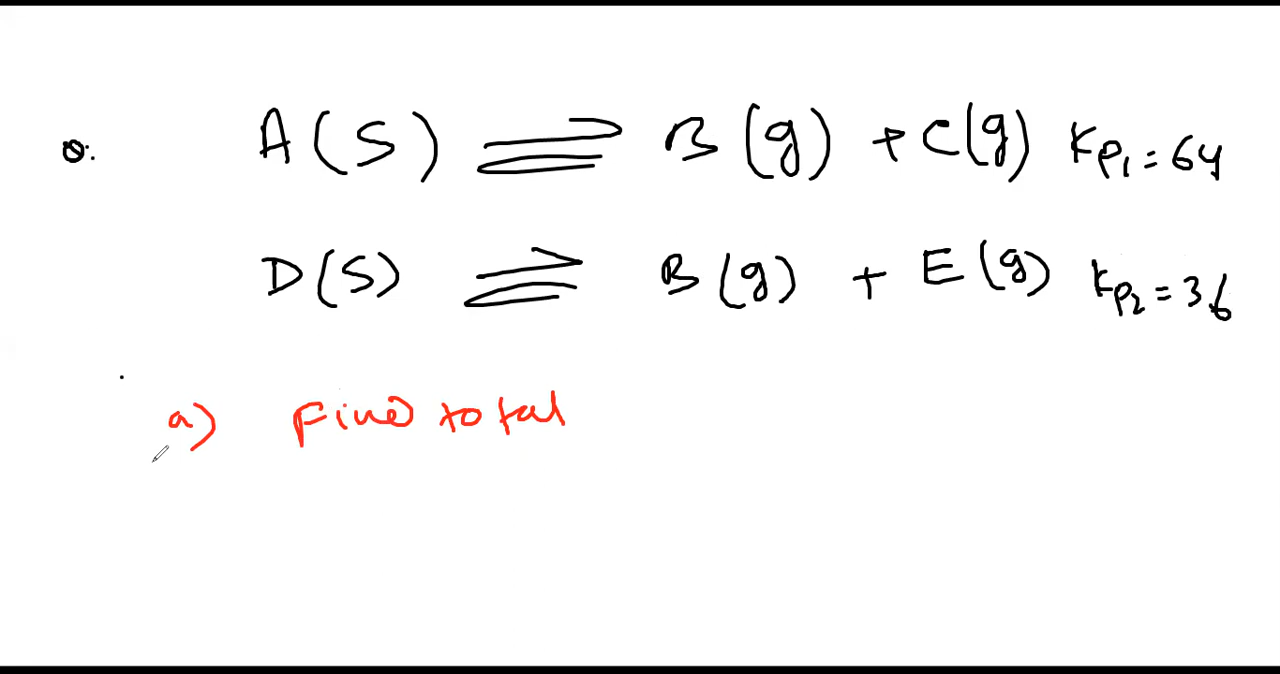 Q. A(S) ⇌ B(g) + C(g) Kp₁ = 64
D(S) ⇌ B(g) + E(g) Kp₂ = 36
a) Find total